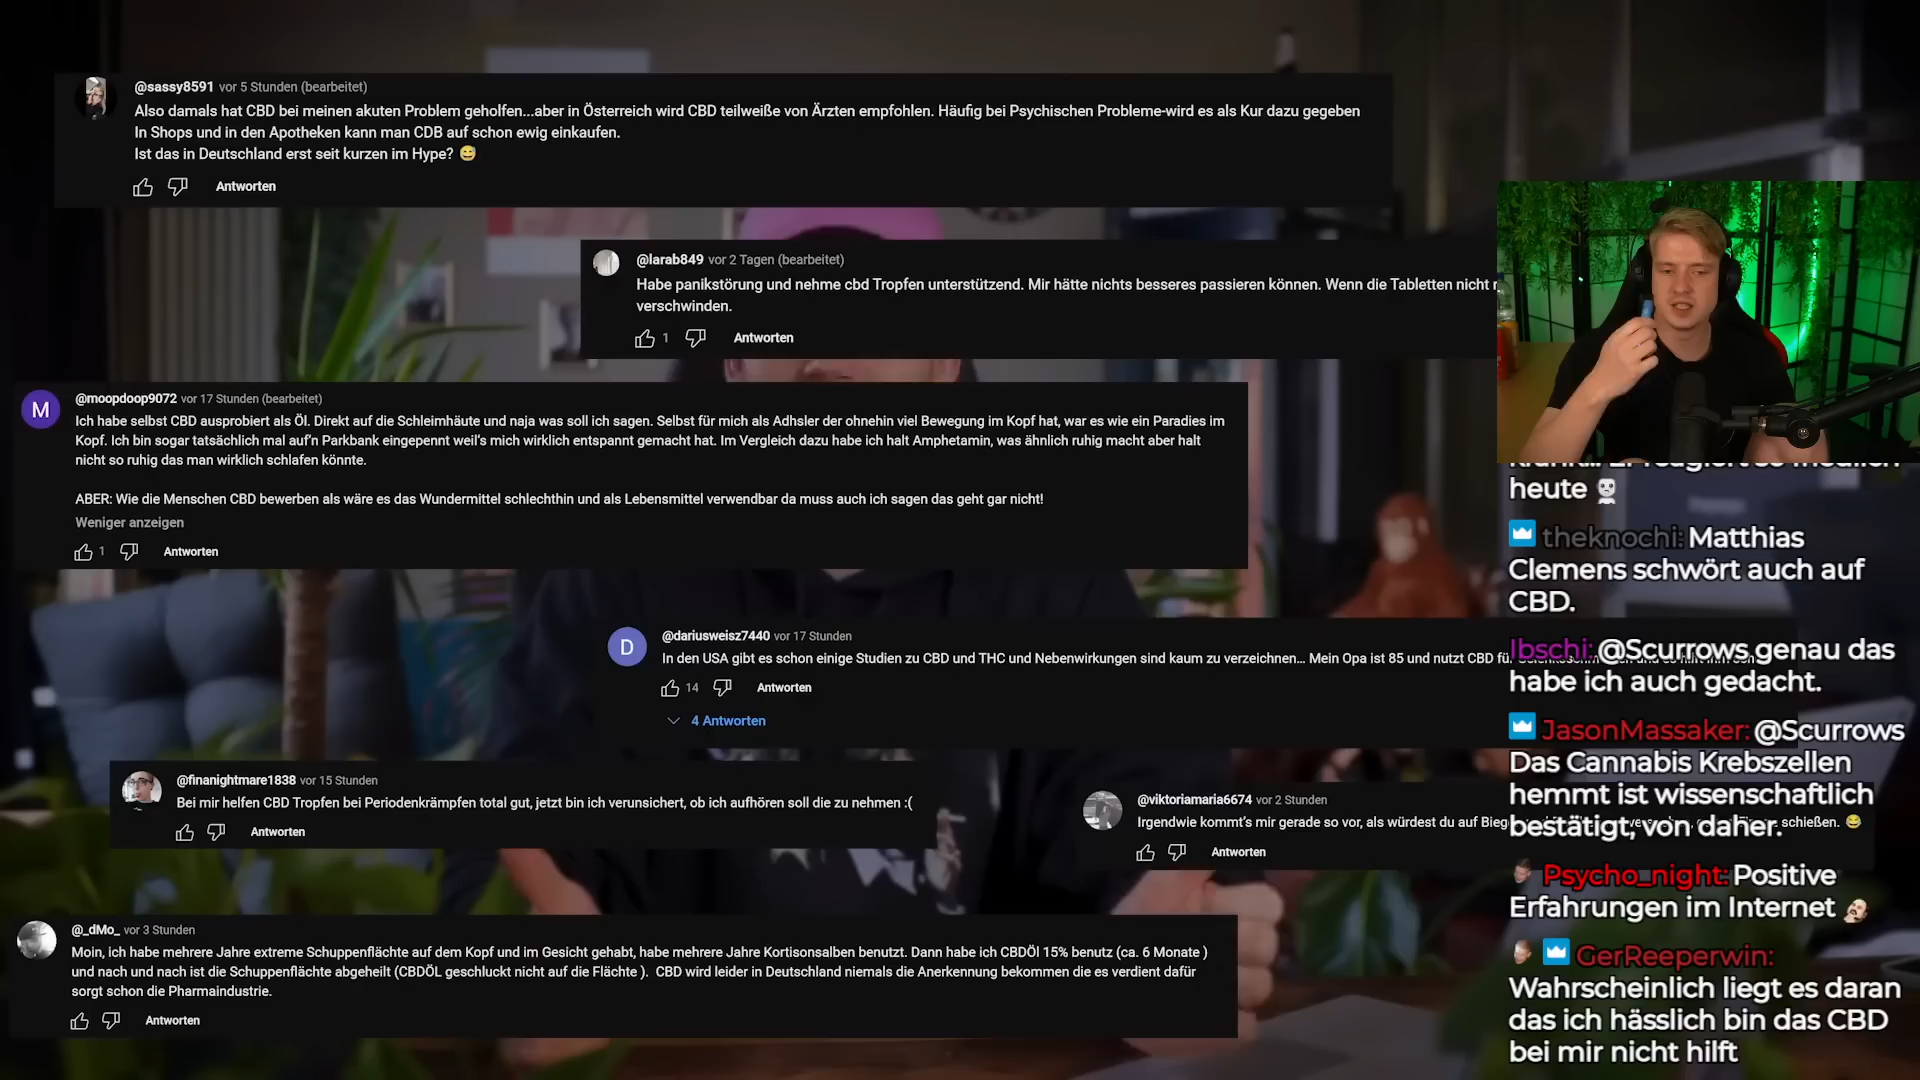 @sassy8591 vor 5 Stunden (bearbeitet)
Also damals hat CBD bei meinen akuten Problem geholfen...aber in Österreich wird CBD teilweiße von Ärzten empfohlen. Häufig bei Psychischen Probleme-wird es als Kur dazu gegeben
In Shops und in den Apotheken kann man CDB auf schon ewig einkaufen.
Ist das in Deutschland erst seit kurzen im Hype? 😅
Antworten
@larab849 vor 2 Tagen (bearbeitet)
Habe panikstörung und nehme cbd Tropfen unterstützend. Mir hätte nichts besseres passieren können. Wenn die Tabletten nicht
verschwinden.
1 Antworten
M
@moopdoop9072 vor 17 Stunden (bearbeitet)
Ich habe selbst CBD ausprobiert als Öl. Direkt auf die Schleimhäute und naja was soll ich sagen. Selbst für mich als Adhsler der ohnehin viel Bewegung im Kopf hat, war es wie ein Paradies im
Kopf. Ich bin sogar tatsächlich mal auf'n Parkbank eingepennt weil's mich wirklich entspannt gemacht hat. Im Vergleich dazu habe ich halt Amphetamin, was ähnlich ruhig macht aber halt
nicht so ruhig das man wirklich schlafen könnte.
ABER: Wie die Menschen CBD bewerben als wäre es das Wundermittel schlechthin und als Lebensmittel verwendbar da muss auch ich sagen das geht gar nicht!
Weniger anzeigen
1 Antworten
D
@dariusweisz7440 vor 17 Stunden
In den USA gibt es schon einige Studien zu CBD und THC und Nebenwirkungen sind kaum zu verzeichnen... Mein Opa ist 85 und nutzt CBD
14 Antworten
4 Antworten
@finanightmare1838 vor 15 Stunden
Bei mir helfen CBD Tropfen bei Periodenkrämpfen total gut, jetzt bin ich verunsichert, ob ich aufhören soll die zu nehmen :(
Antworten
@viktoriamaria6674 vor 2 Stunden
Irgendwie kommt's mir gerade so vor, als würdest du auf schießen. 😂
Antworten
@_dMo_ vor 3 Stunden
Moin, ich habe mehrere Jahre extreme Schuppenflächte auf dem Kopf und im Gesicht gehabt, habe mehrere Jahre Kortisonsalben benutzt. Dann habe ich CBDÖl 15% benutz (ca. 6 Monate )
und nach und nach ist die Schuppenflächte abgeheilt (CBDÖL geschluckt nicht auf die Fläche ). CBD wird leider in Deutschland niemals die Anerkennung bekommen die es verdient dafür
sorgt schon die Pharmaindustrie.
Antworten
heute
theknochi: Matthias
Clemens schwört auch auf
CBD.
Ibschi: @Scurrows genau das
habe ich auch gedacht.
JasonMassaker: @Scurrows
Das Cannabis Krebszellen
hemmt ist wissenschaftlich
bestätigt, von daher.
Psycho_night: Positive
Erfahrungen im Internet
GerReeperwin:
Wahrscheinlich liegt es daran
das ich hässlich bin das CBD
bei mir nicht hilft